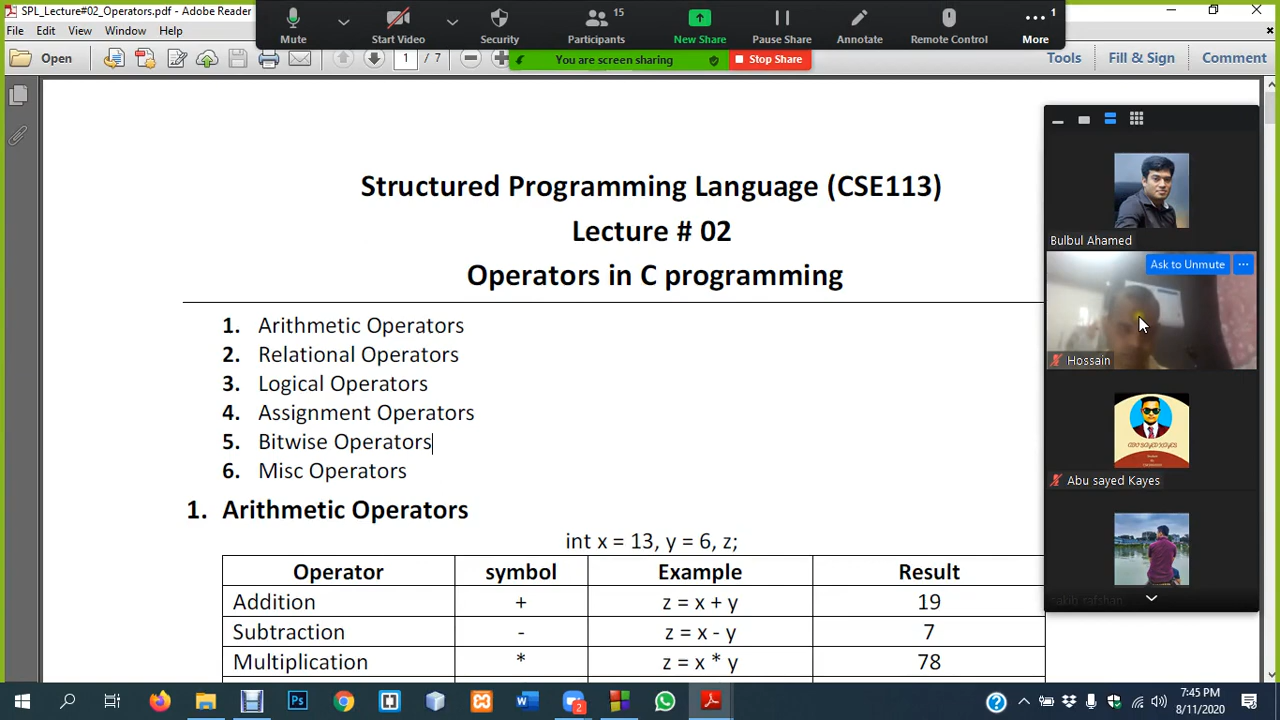 SPL_Lecture#02_Operators.pdf - Adobe Reader
File Edit View Window Help
Mute Start Video Security Participants 15 New Share Pause Share Annotate Remote Control More 1
Open 1 / 7 You are screen sharing Stop Share Tools Fill & Sign Comment
Structured Programming Language (CSE113)
Lecture # 02
Operators in C programming
1. Arithmetic Operators
2. Relational Operators
3. Logical Operators
4. Assignment Operators
5. Bitwise Operators
6. Misc Operators
1. Arithmetic Operators
int x = 13, y = 6, z;
Operator symbol Example Result
Addition + z = x + y 19
Subtraction - z = x - y 7
Multiplication * z = x * y 78
Bulbul Ahamed
Ask to Unmute ...
Hossain
ABU SAYED KAYES
Abu sayed Kayes
7:45 PM
8/11/2020
2